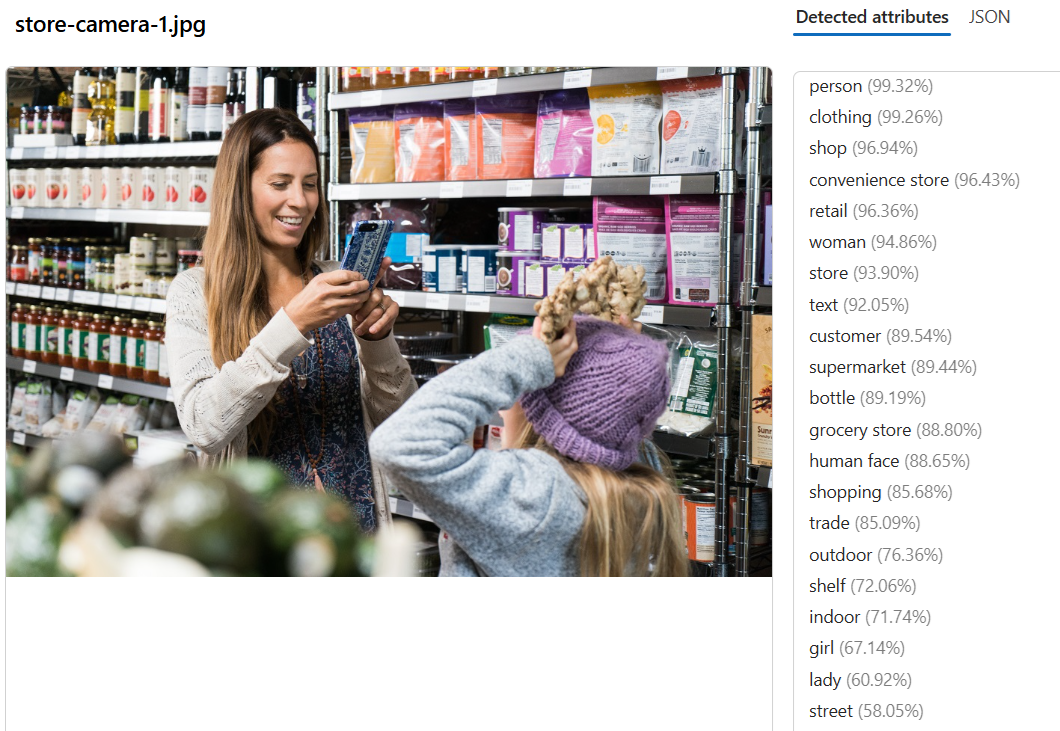 store-camera-1.jpg
Detected attributes
JSON
person (99.32%)
clothing (99.26%)
shop (96.94%)
convenience store (96.43%)
retail (96.36%)
woman (94.86%)
store (93.90%)
text (92.05%)
customer (89.54%)
supermarket (89.44%)
bottle (89.19%)
grocery store (88.80%)
human face (88.65%)
shopping (85.68%)
trade (85.09%)
outdoor (76.36%)
shelf (72.06%)
indoor (71.74%)
girl (67.14%)
lady (60.92%)
street (58.05%)